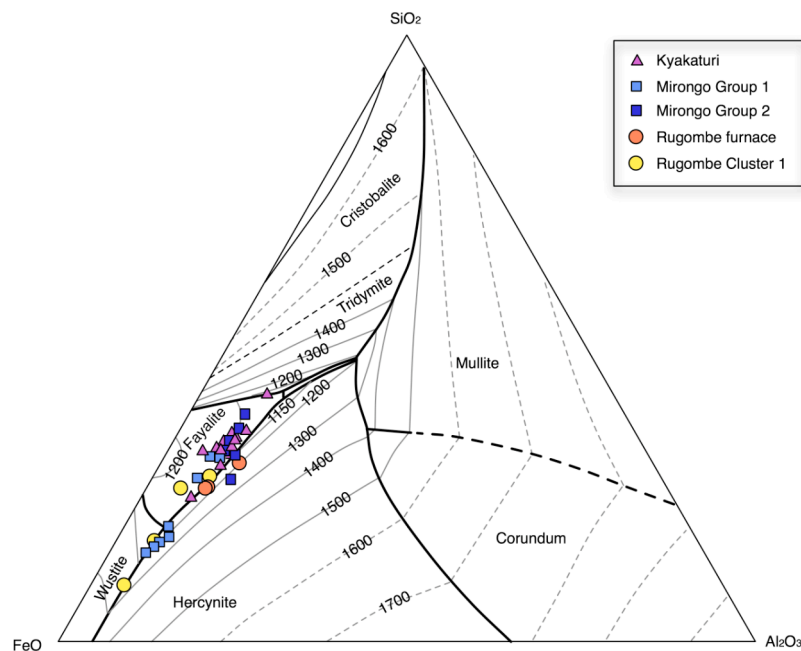 SiO₂
Kyakaturi
Mirongo Group 1
Mirongo Group 2
Rugombe furnace
Rugombe Cluster 1
1600
Cristobalite
1500
Tridymite
1400
1300
1200
1150
1200
Mullite
Fayalite
1200
1300
1400
1500
1600
1700
Corundum
Wustite
Hercynite
FeO
Al₂O₃